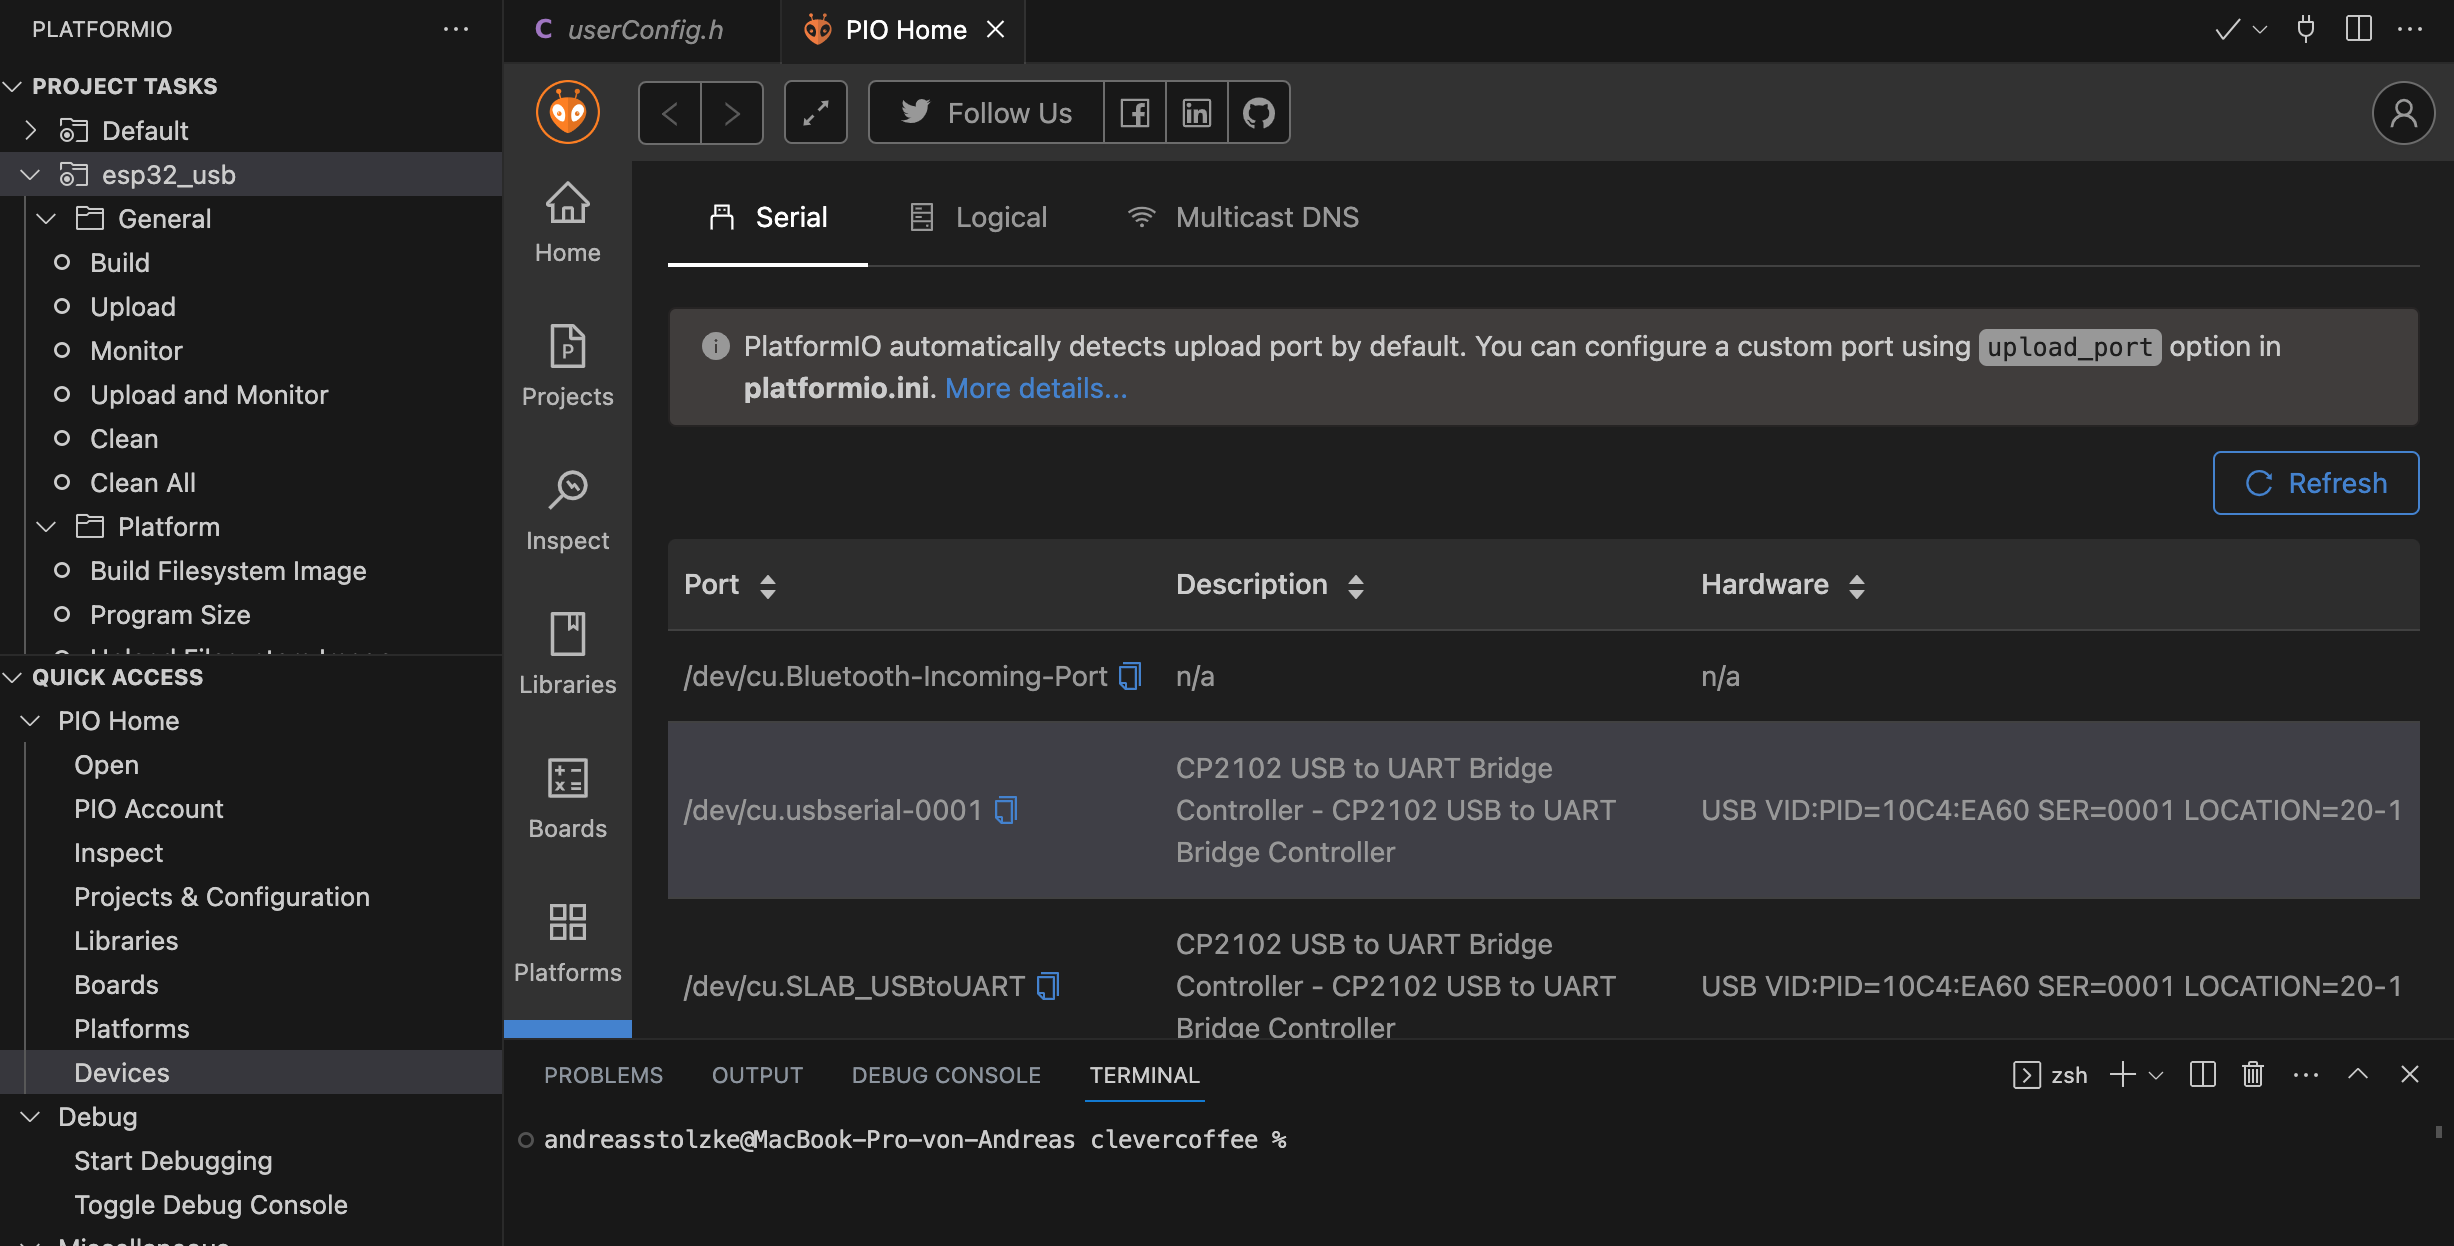 PLATFORMIO
PROJECT TASKS
Default
esp32_usb
General
Build
Upload
Monitor
Upload and Monitor
Clean
Clean All
Platform
Build Filesystem Image
Program Size
QUICK ACCESS
PIO Home
Open
PIO Account
Inspect
Projects & Configuration
Libraries
Boards
Platforms
Devices
Debug
Start Debugging
Toggle Debug Console
C userConfig.h
PIO Home
Follow Us
Home
Projects
Inspect
Libraries
Boards
Platforms
Serial
Logical
Multicast DNS
PlatformIO automatically detects upload port by default. You can configure a custom port using upload_port option in
platformio.ini. More details...
Refresh
Port
Description
Hardware
/dev/cu.Bluetooth-Incoming-Port
n/a
n/a
/dev/cu.usbserial-0001
CP2102 USB to UART Bridge
Controller - CP2102 USB to UART
Bridge Controller
USB VID:PID=10C4:EA60 SER=0001 LOCATION=20-1
/dev/cu.SLAB_USBtoUART
CP2102 USB to UART Bridge
Controller - CP2102 USB to UART
Bridge Controller
USB VID:PID=10C4:EA60 SER=0001 LOCATION=20-1
PROBLEMS
OUTPUT
DEBUG CONSOLE
TERMINAL
zsh
andreasstolzke@MacBook-Pro-von-Andreas clevercoffee %